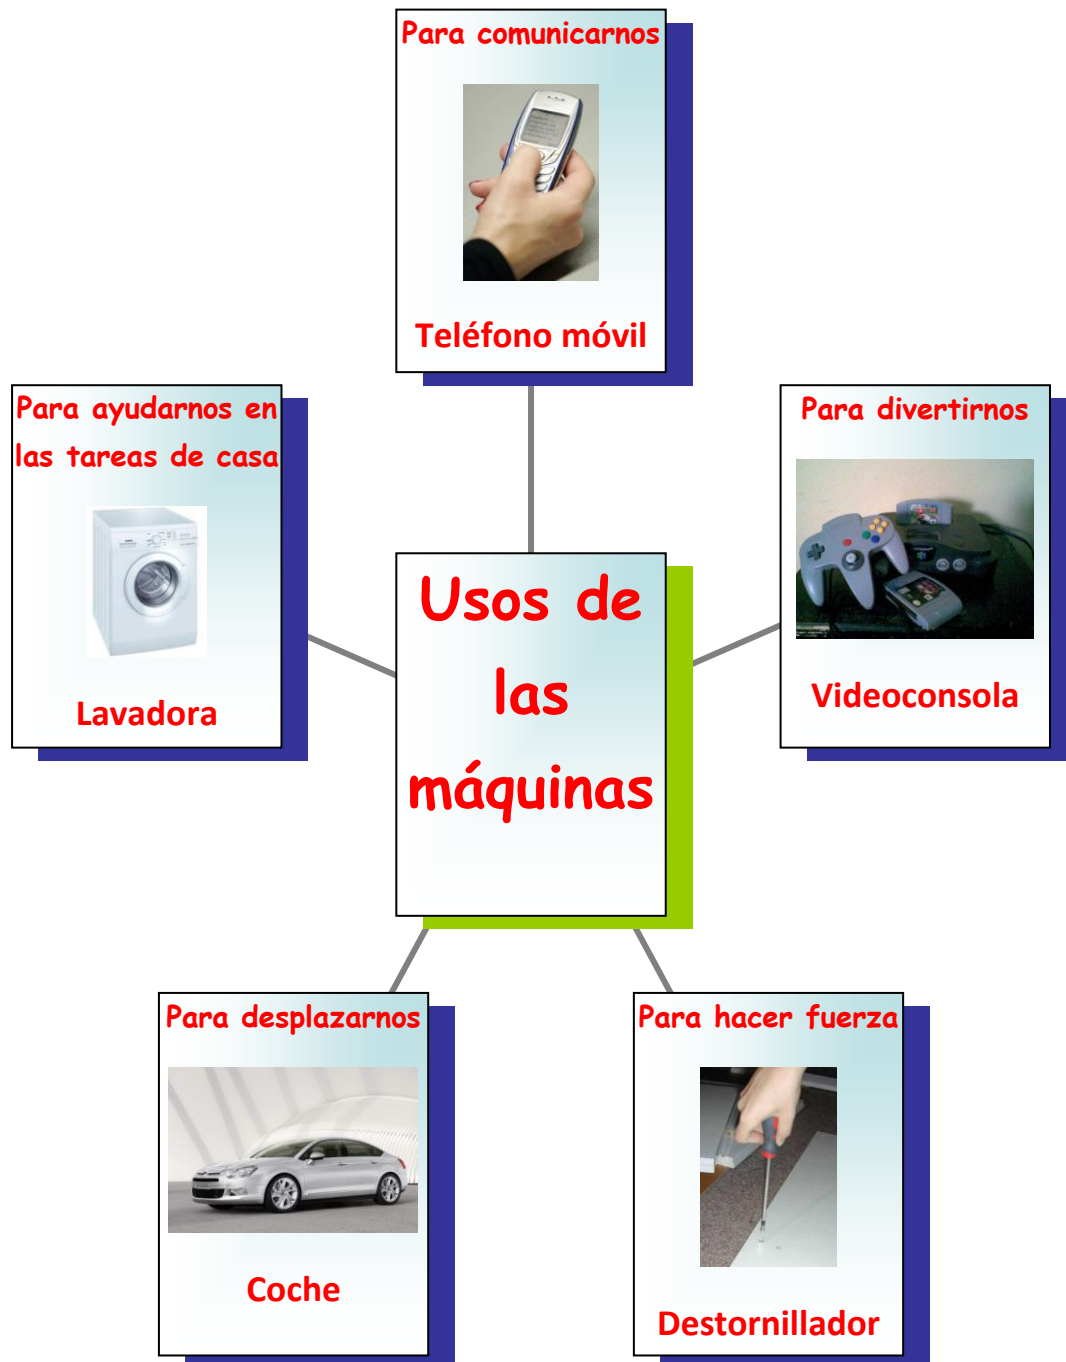 Para comunicarnos
Teléfono móvil
Para ayudarnos en
las tareas de casa
Lavadora
Para divertirnos
Videoconsola
Usos de
las
máquinas
Para desplazarnos
Coche
Para hacer fuerza
Destornillador